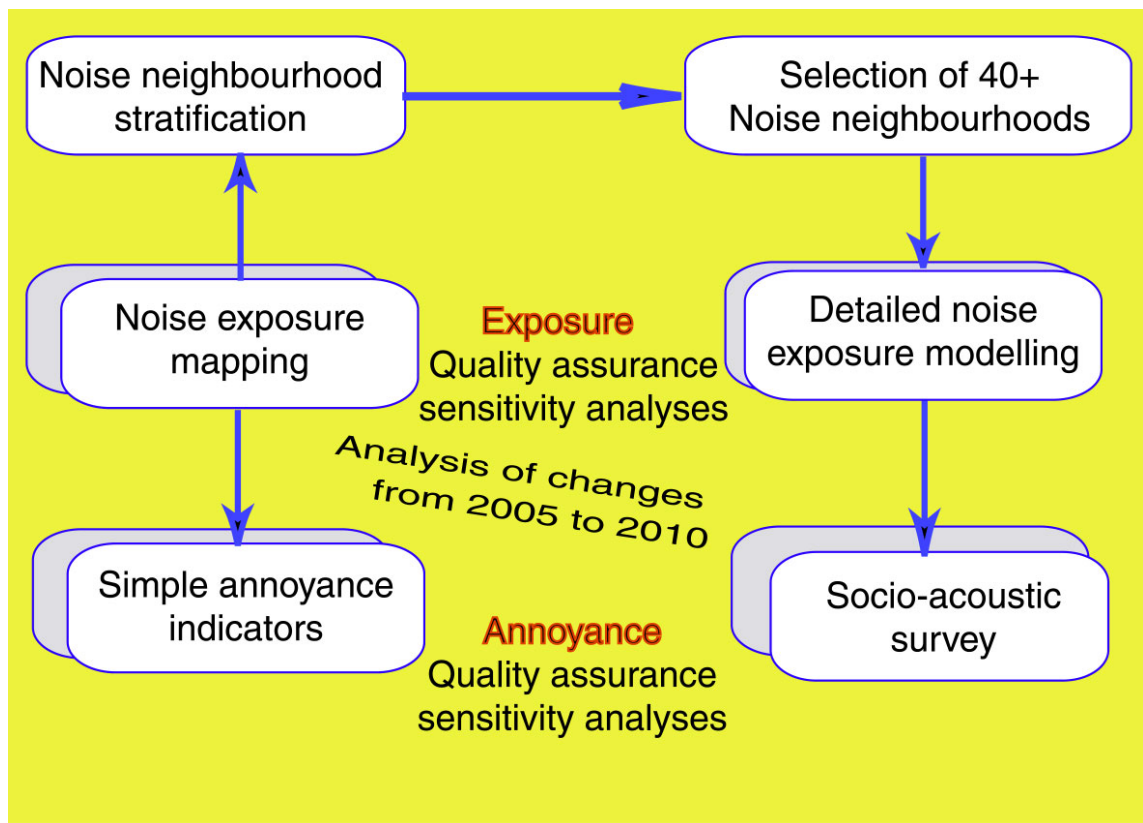 Noise neighbourhood
stratification
Selection of 40+
Noise neighbourhoods
Noise exposure
mapping
Exposure
Quality assurance
sensitivity analyses
Detailed noise
exposure modelling
Analysis of changes
from 2005 to 2010
Simple annoyance
indicators
Annoyance
Quality assurance
sensitivity analyses
Socio-acoustic
survey